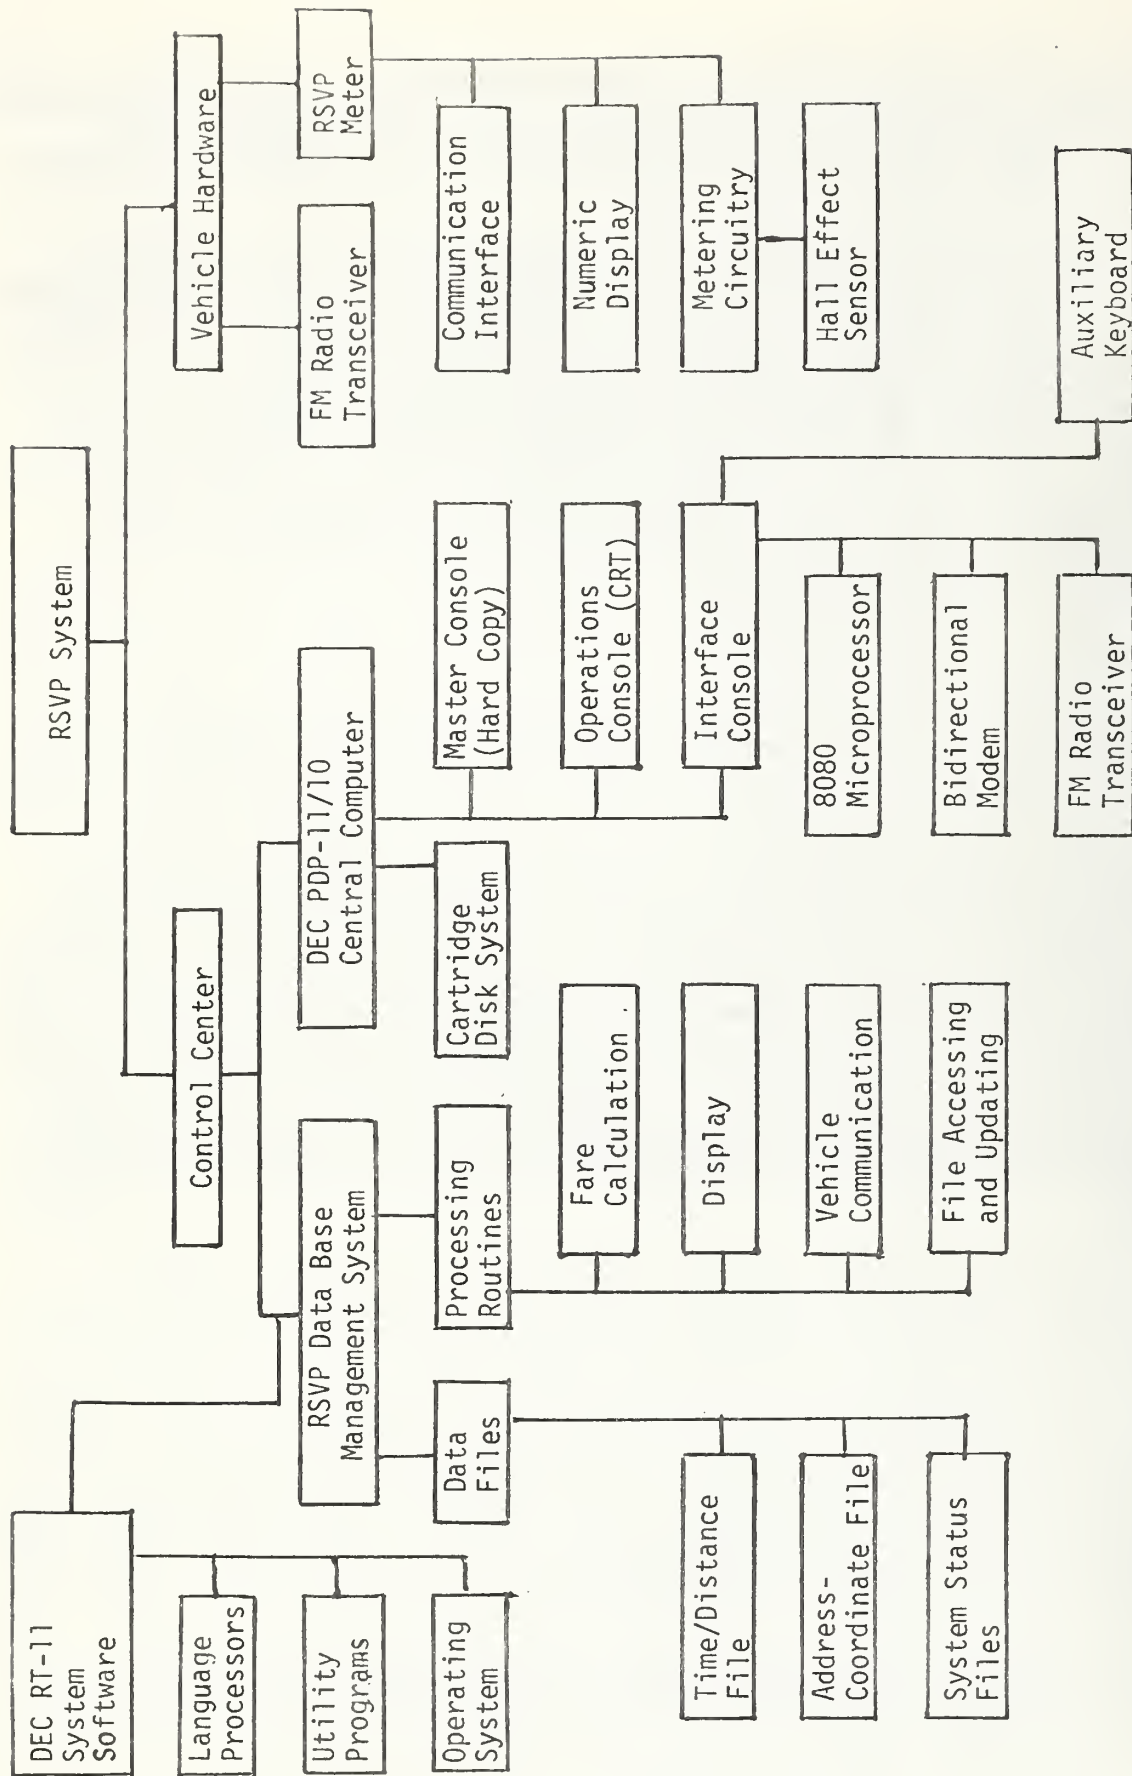 RSVP System
Control Center
Vehicle Hardware
DEC RT-11
System
Software
Language
Processors
Utility
Programs
Operating
System
RSVP Data Base
Management System
Data
Files
Time/Distance
File
Address-
Coordinate File
System Status
Files
Processing
Routines
Fare
Caldulation
Display
Vehicle
Communication
File Accessing
and Updating
DEC PDP-11/10
Central Computer
Cartridge
Disk System
Master Console
(Hard Copy)
Operations
Console (CRT)
Interface
Console
8080
Microprocessor
Bidirectional
Modem
FM Radio
Transceiver
Auxiliary
Keyboard
FM Radio
Transceiver
RSVP
Meter
Communication
Interface
Numeric
Display
Metering
Circuitry
Hall Effect
Sensor